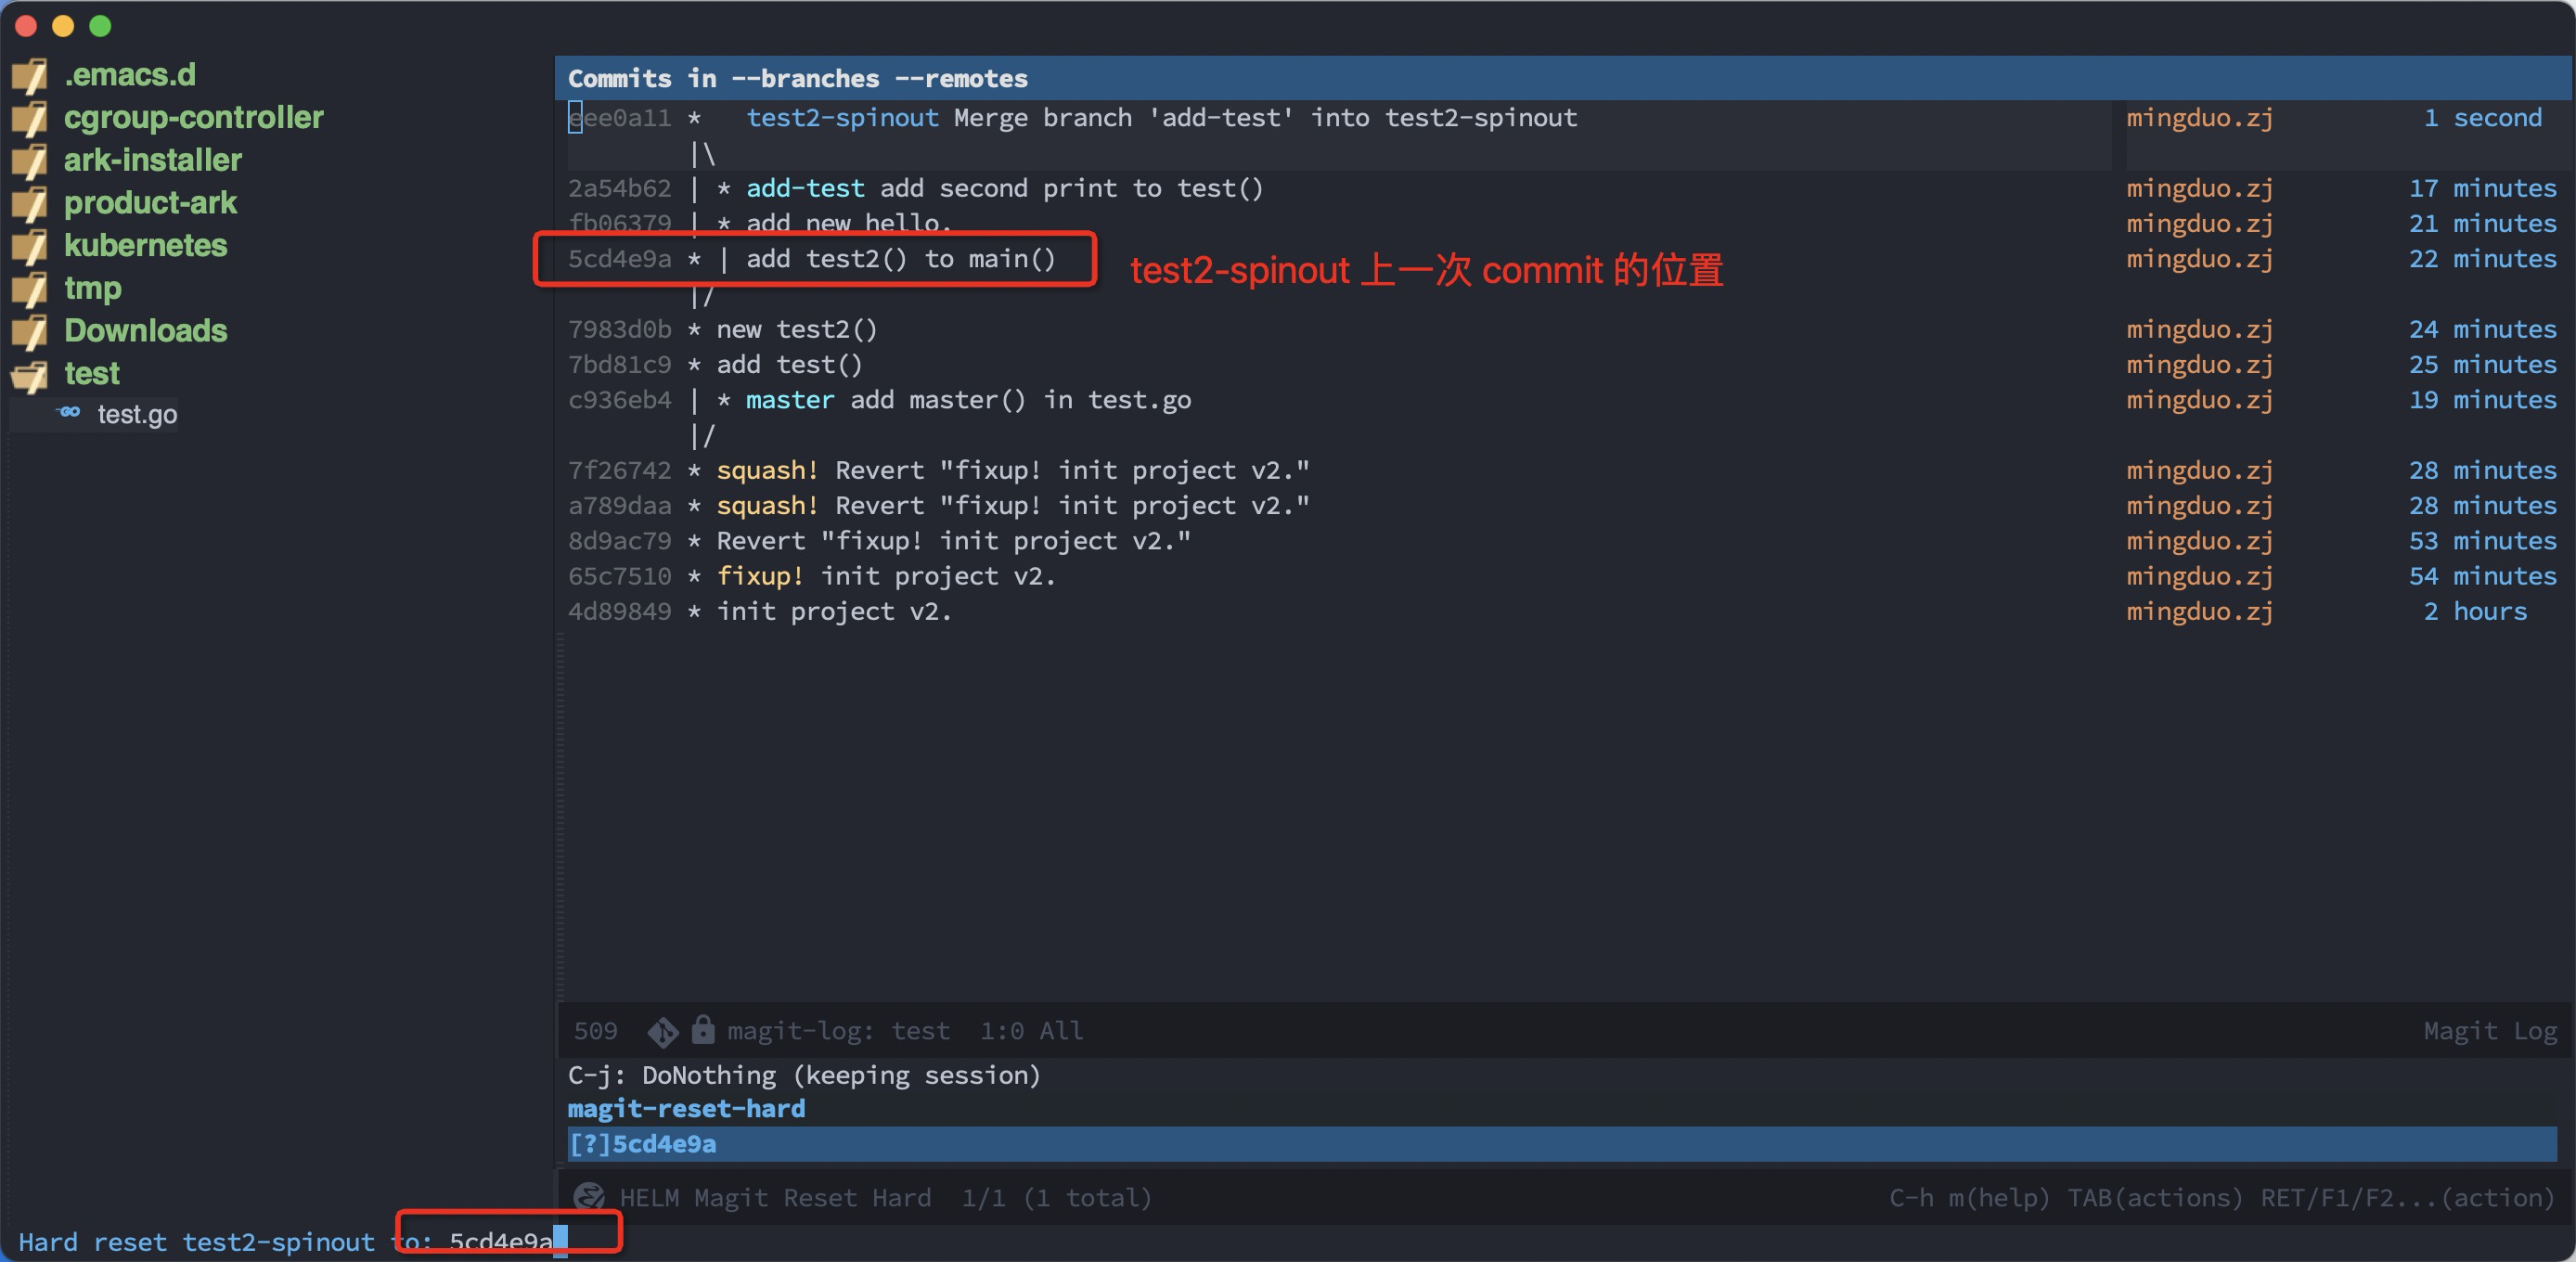 .emacs.d
cgroup-controller
ark-installer
product-ark
kubernetes
tmp
Downloads
test
GO test.go
Commits in --branches --remotes
eee0a11 *   test2-spinout Merge branch 'add-test' into test2-spinout mingduo.zj 1 second
|\
2a54b62 | * add-test add second print to test() mingduo.zj 17 minutes
fb06379 | * add new hello. mingduo.zj 21 minutes
5cd4e9a * | add test2() to main() test2-spinout 上一次 commit 的位置 mingduo.zj 22 minutes
|/
7983d0b * new test2() mingduo.zj 24 minutes
7bd81c9 * add test() mingduo.zj 25 minutes
c936eb4 | * master add master() in test.go mingduo.zj 19 minutes
|/
7f26742 * squash! Revert "fixup! init project v2." mingduo.zj 28 minutes
a789daa * squash! Revert "fixup! init project v2." mingduo.zj 28 minutes
8d9ac79 * Revert "fixup! init project v2." mingduo.zj 53 minutes
65c7510 * fixup! init project v2. mingduo.zj 54 minutes
4d89849 * init project v2. mingduo.zj 2 hours
509 magit-log: test 1:0 All Magit Log
C-j: DoNothing (keeping session)
magit-reset-hard
[?]5cd4e9a
HELM Magit Reset Hard 1/1 (1 total) C-h m(help) TAB(actions) RET/F1/F2...(action)
Hard reset test2-spinout to: 5cd4e9a